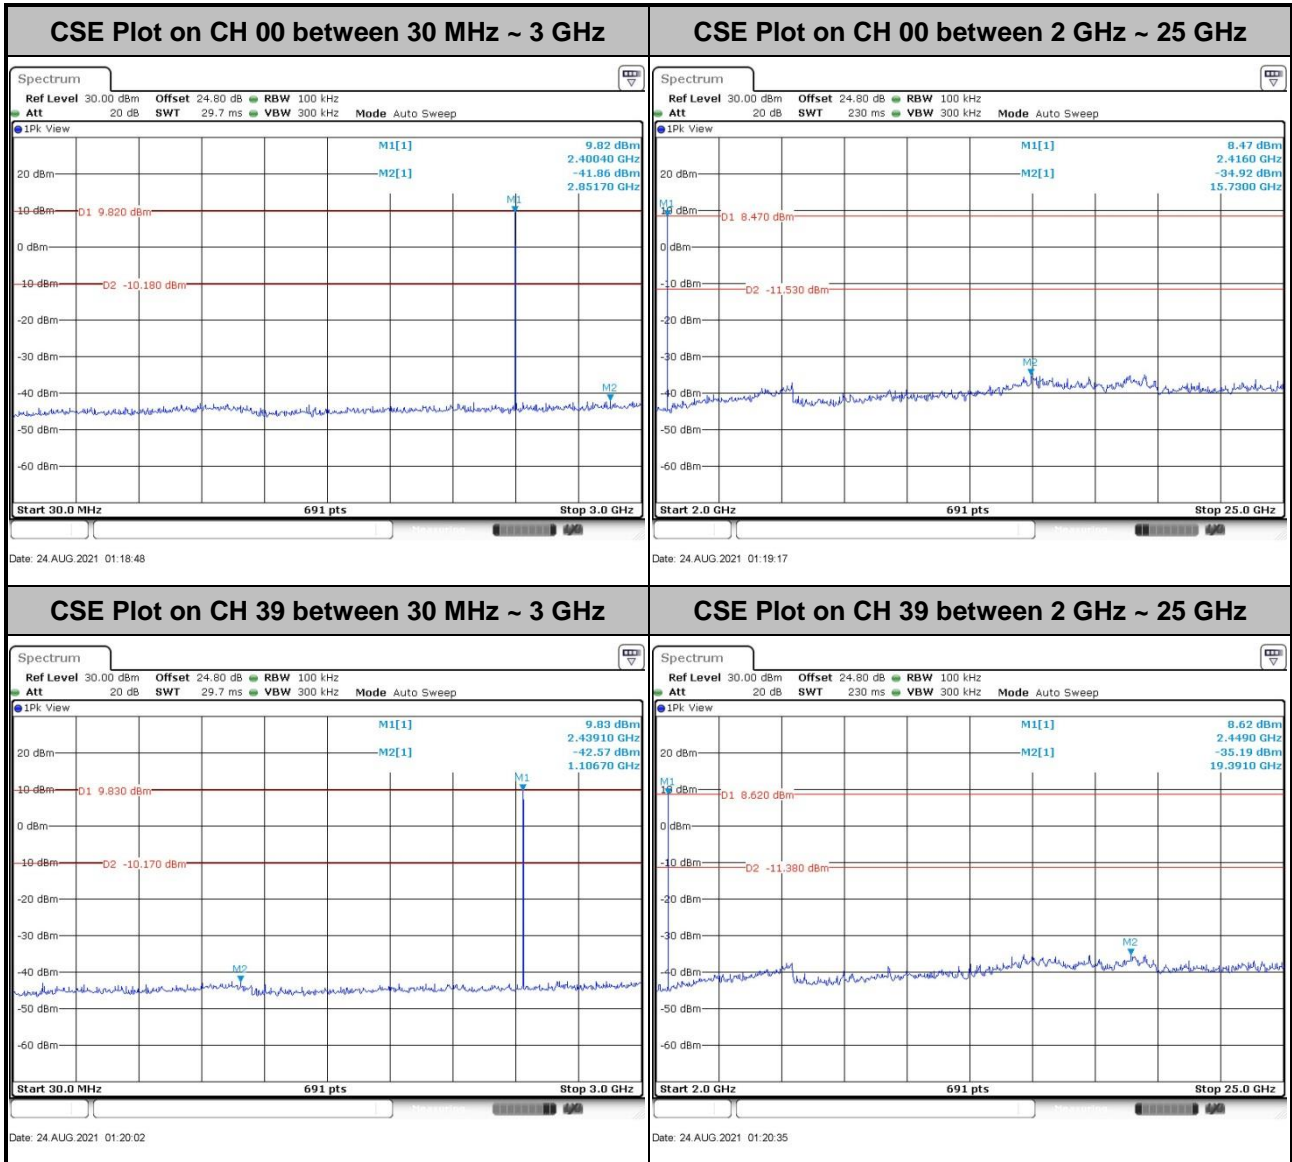 CSE Plot on CH 00 between 30 MHz ~ 3 GHz
Spectrum
Ref Level 30.00 dBm Offset 24.80 dB RBW 100 kHz
Att 20 dB SWT 29.7 ms VBW 300 kHz Mode Auto Sweep
1Pk View
M1[1] 9.82 dBm
2.40040 GHz
20 dBm M2[1] -41.86 dBm
2.85170 GHz
M1
10 dBm D1 9.820 dBm
0 dBm
-10 dBm D2 -10.180 dBm
-20 dBm
-30 dBm
M2
-40 dBm
-50 dBm
-60 dBm
Start 30.0 MHz 691 pts Stop 3.0 GHz
Date: 24.AUG.2021 01:18:48
CSE Plot on CH 00 between 2 GHz ~ 25 GHz
Spectrum
Ref Level 30.00 dBm Offset 24.80 dB RBW 100 kHz
Att 20 dB SWT 230 ms VBW 300 kHz Mode Auto Sweep
1Pk View
M1[1] 8.47 dBm
2.4160 GHz
20 dBm M2[1] -34.92 dBm
15.7300 GHz
M1
10 dBm D1 8.470 dBm
0 dBm
-10 dBm D2 -11.530 dBm
-20 dBm
-30 dBm
M2
-40 dBm
-50 dBm
-60 dBm
Start 2.0 GHz 691 pts Stop 25.0 GHz
Date: 24.AUG.2021 01:19:17
CSE Plot on CH 39 between 30 MHz ~ 3 GHz
Spectrum
Ref Level 30.00 dBm Offset 24.80 dB RBW 100 kHz
Att 20 dB SWT 29.7 ms VBW 300 kHz Mode Auto Sweep
1Pk View
M1[1] 9.83 dBm
2.43910 GHz
20 dBm M2[1] -42.57 dBm
1.10670 GHz
M1
10 dBm D1 9.830 dBm
0 dBm
-10 dBm D2 -10.170 dBm
-20 dBm
-30 dBm
M2
-40 dBm
-50 dBm
-60 dBm
Start 30.0 MHz 691 pts Stop 3.0 GHz
Date: 24.AUG.2021 01:20:02
CSE Plot on CH 39 between 2 GHz ~ 25 GHz
Spectrum
Ref Level 30.00 dBm Offset 24.80 dB RBW 100 kHz
Att 20 dB SWT 230 ms VBW 300 kHz Mode Auto Sweep
1Pk View
M1[1] 8.62 dBm
2.4490 GHz
20 dBm M2[1] -35.19 dBm
19.3910 GHz
M1
10 dBm D1 8.620 dBm
0 dBm
-10 dBm D2 -11.380 dBm
-20 dBm
-30 dBm
M2
-40 dBm
-50 dBm
-60 dBm
Start 2.0 GHz 691 pts Stop 25.0 GHz
Date: 24.AUG.2021 01:20:35